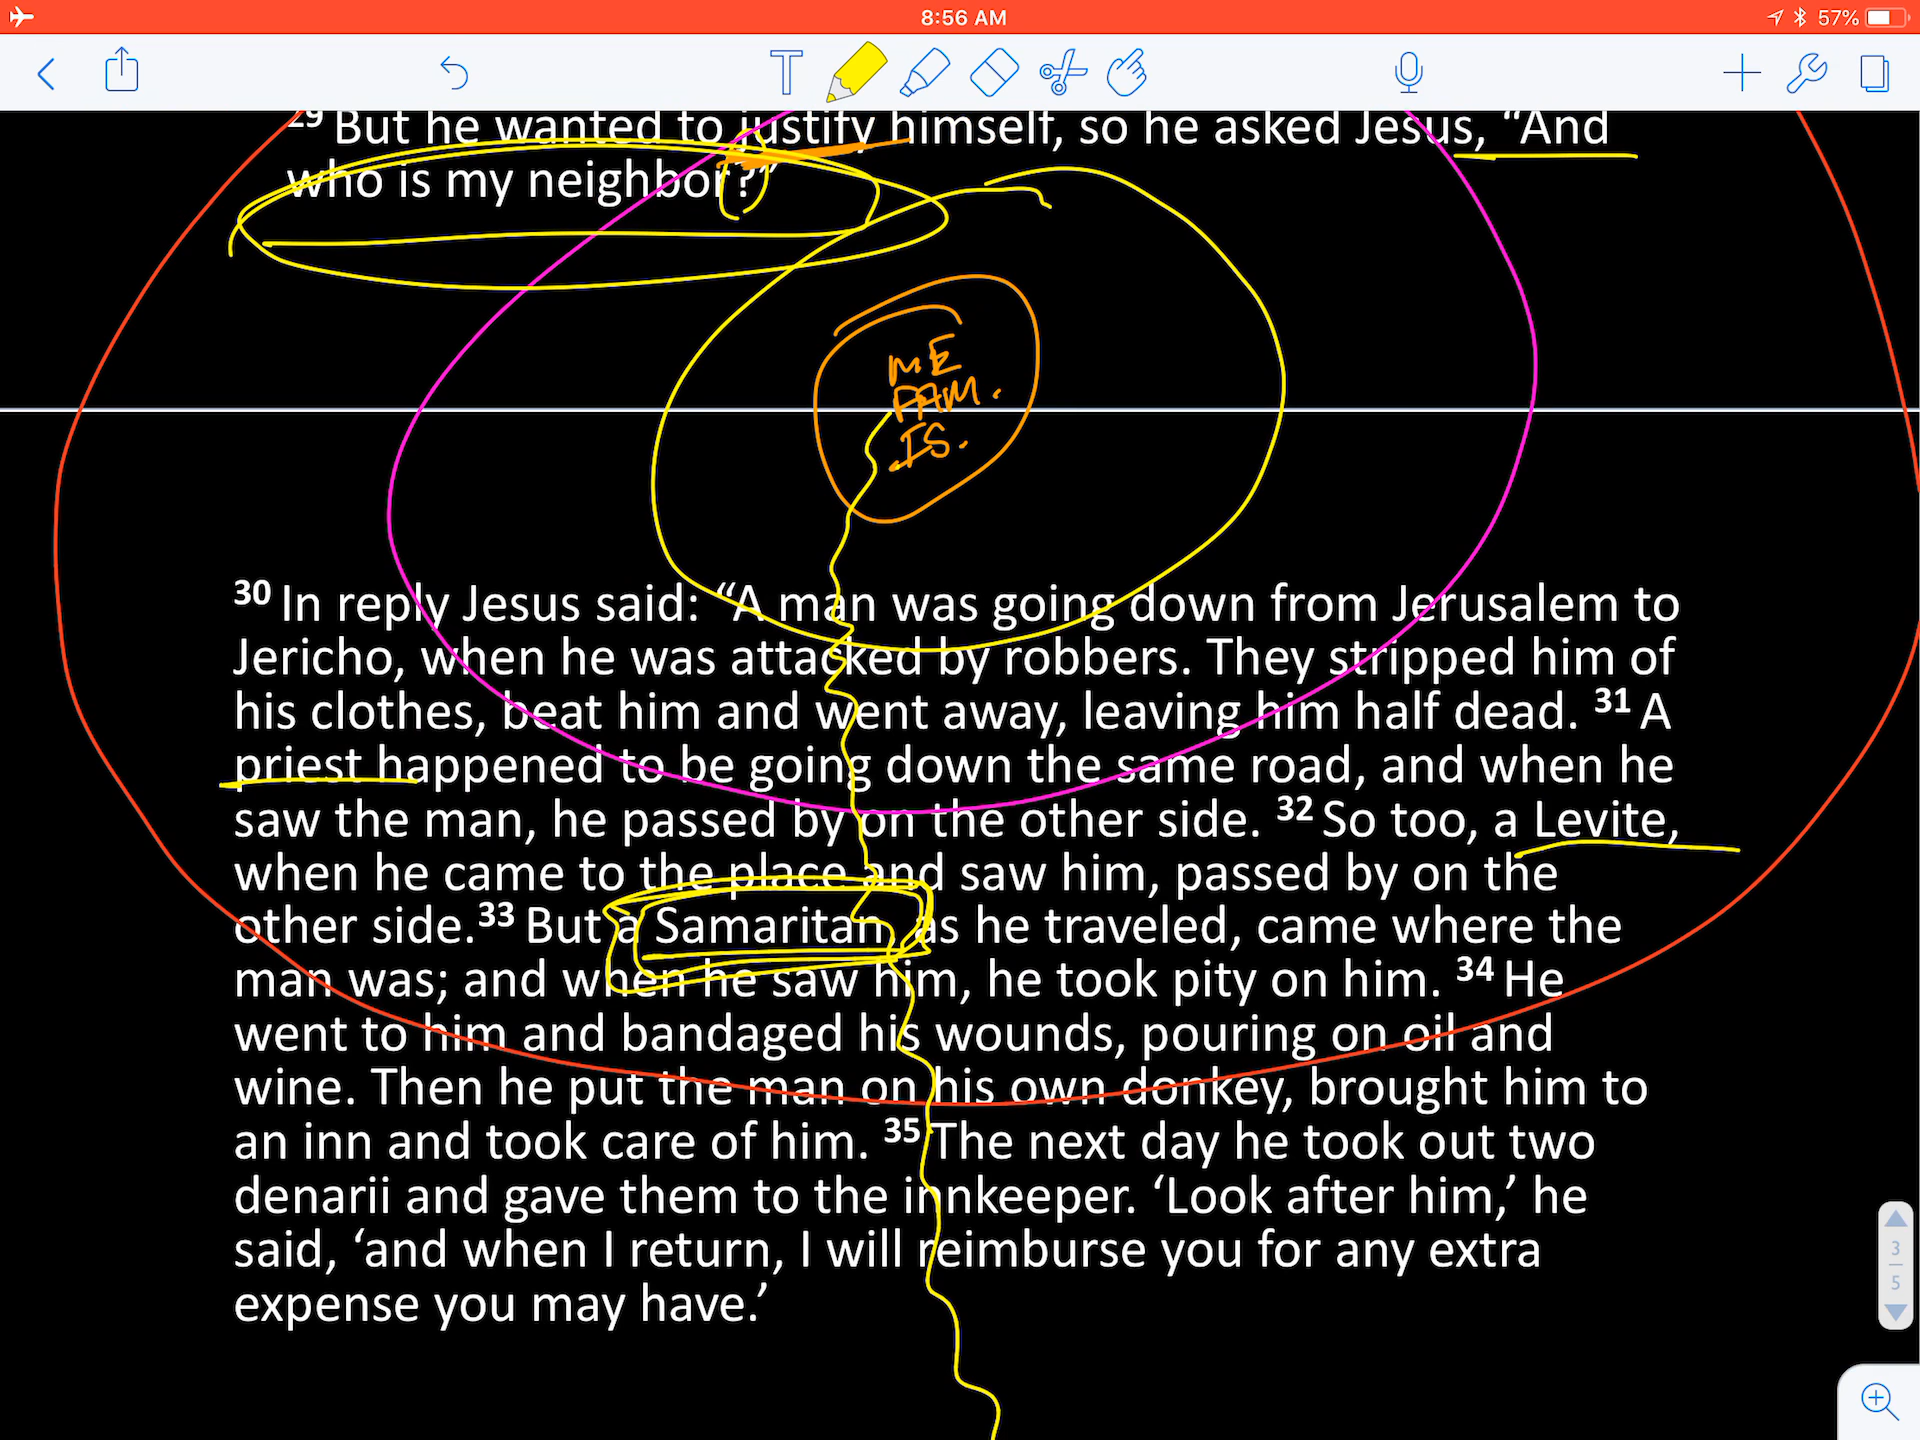 8:56 AM
57%
T
29 But he wanted to justify himself, so he asked Jesus, “And
who is my neighbor?”
ME
FAM.
IS.
30 In reply Jesus said: “A man was going down from Jerusalem to
Jericho, when he was attacked by robbers. They stripped him of
his clothes, beat him and went away, leaving him half dead. 31 A
priest happened to be going down the same road, and when he
saw the man, he passed by on the other side. 32 So too, a Levite,
when he came to the place and saw him, passed by on the
other side.33 But a Samaritan, as he traveled, came where the
man was; and when he saw him, he took pity on him. 34 He
went to him and bandaged his wounds, pouring on oil and
wine. Then he put the man on his own donkey, brought him to
an inn and took care of him. 35 The next day he took out two
denarii and gave them to the innkeeper. ‘Look after him,’ he
said, ‘and when I return, I will reimburse you for any extra
expense you may have.’
3
5